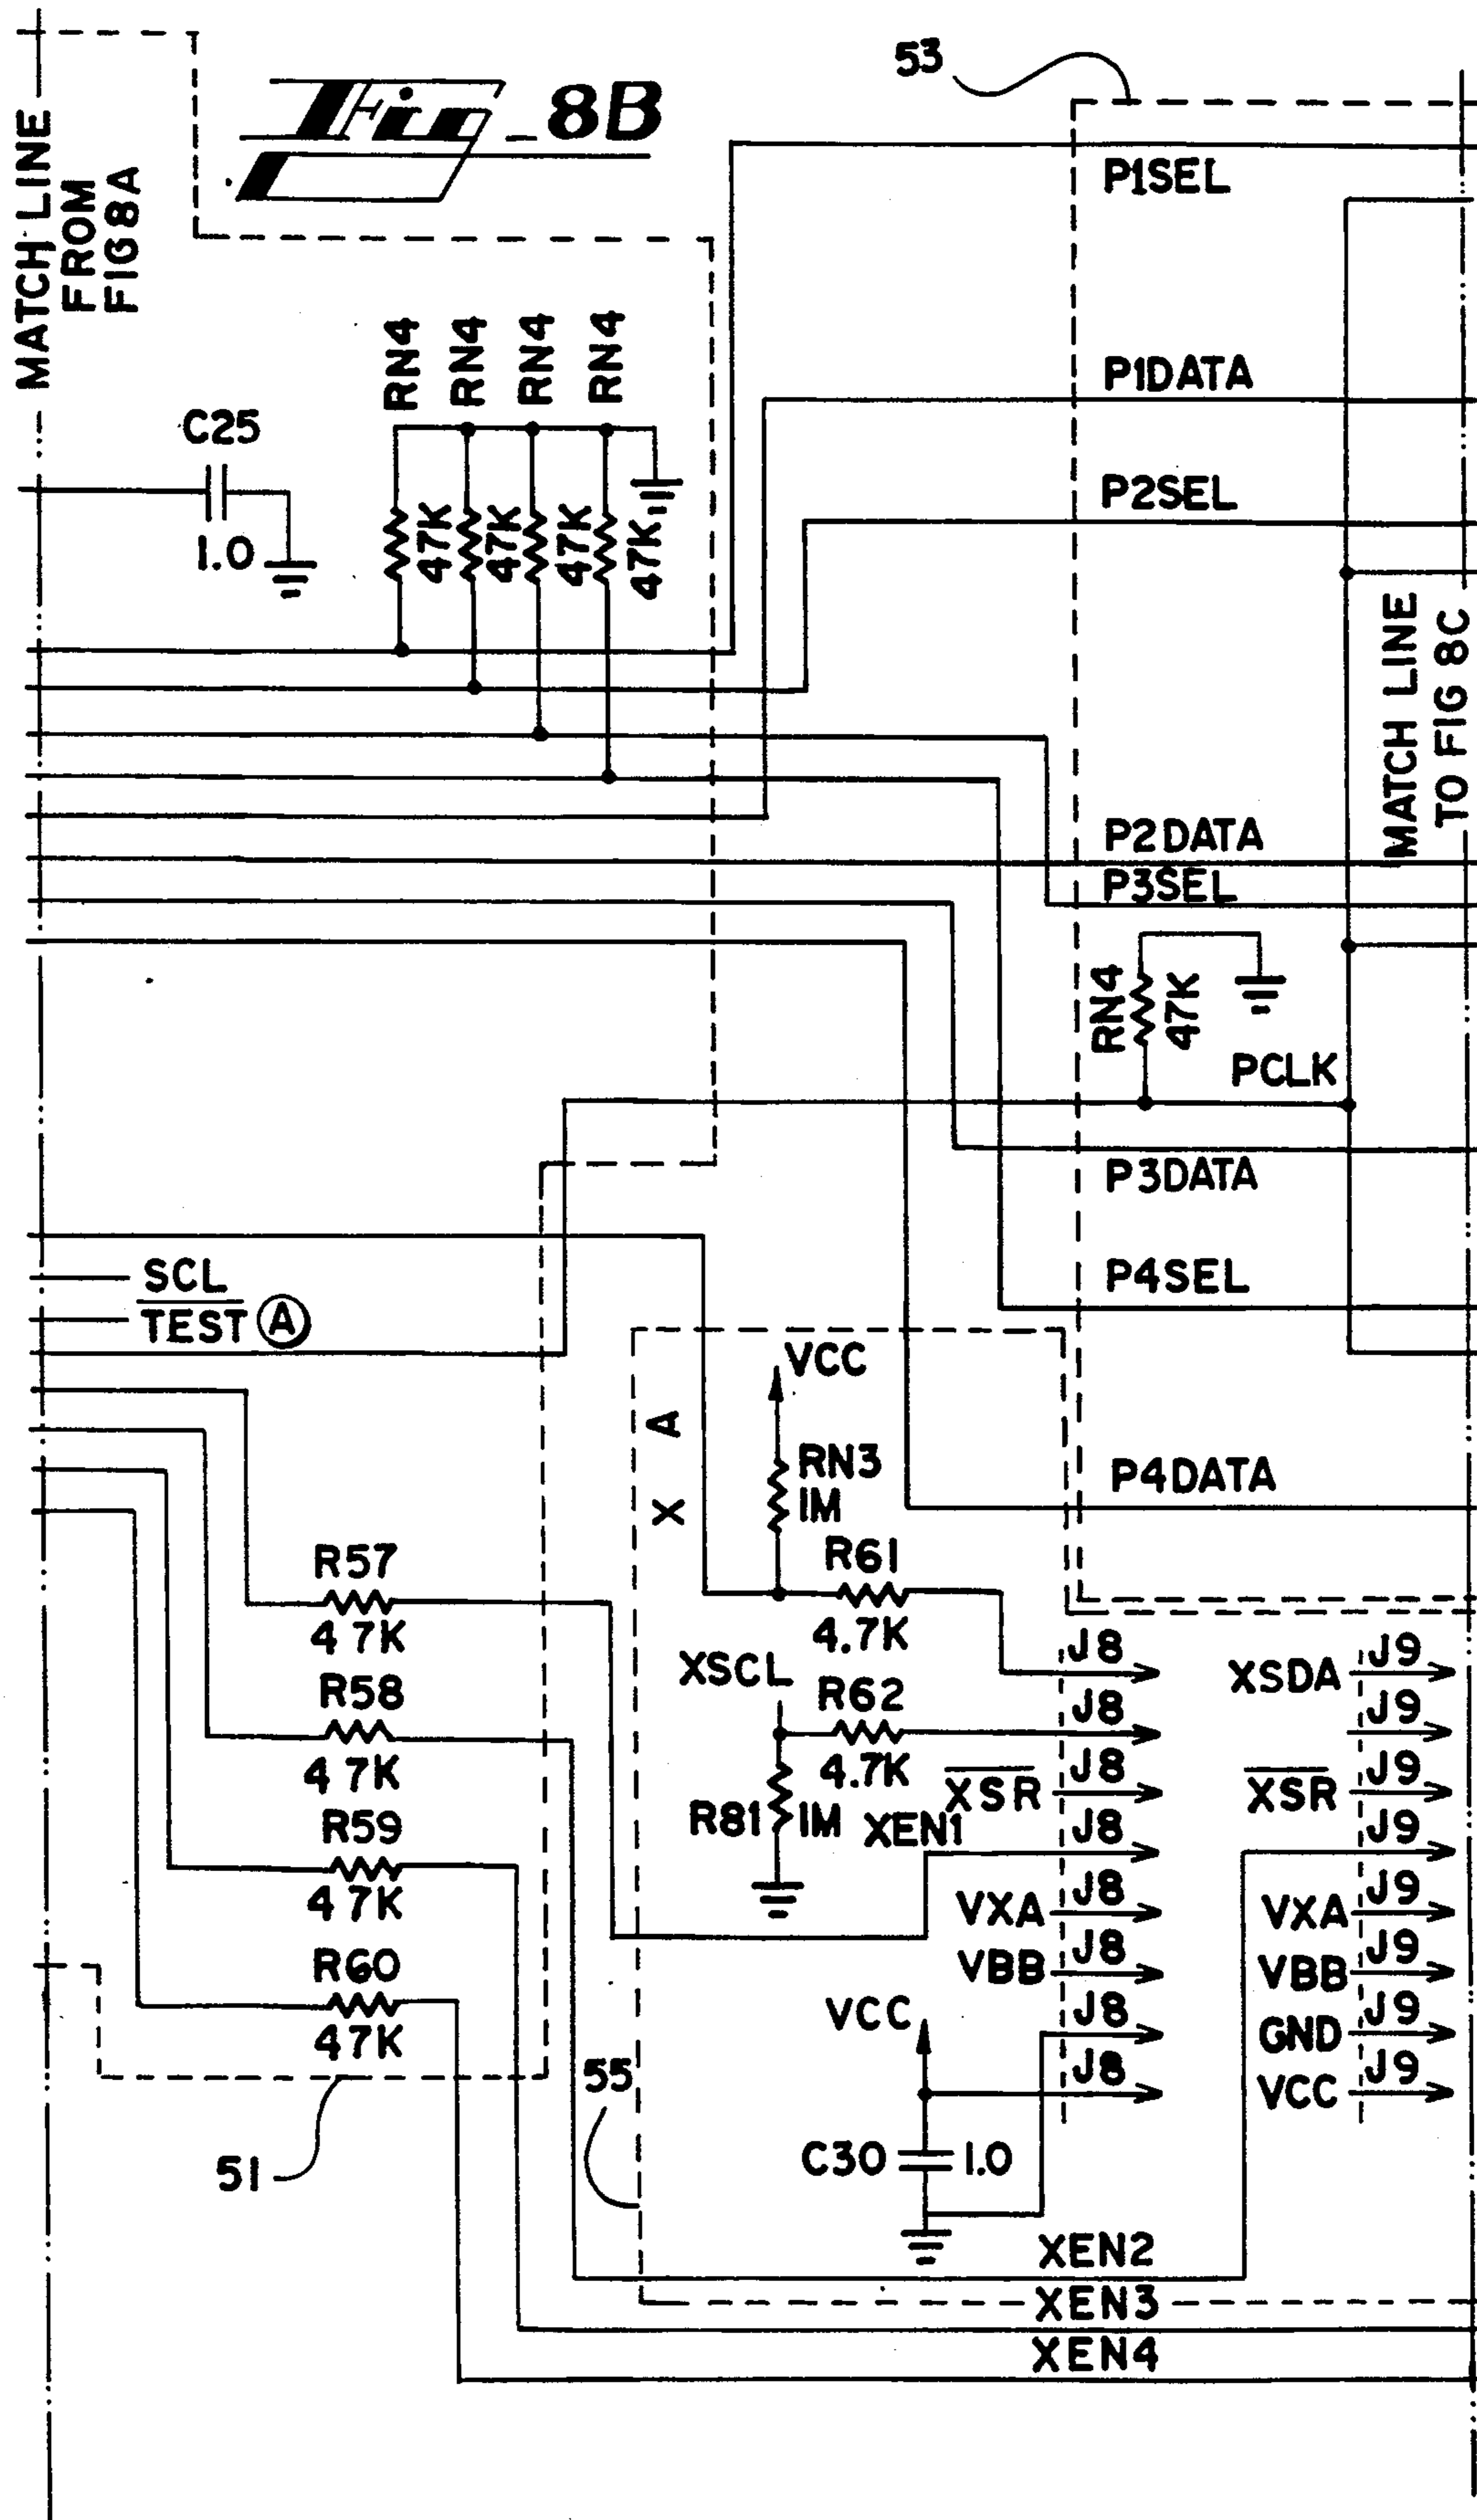 Fig_8B
53
MATCH LINE
FROM
FIG8A
P1SEL
RN4
RN4
RN4
RN4
P1DATA
C25
1.0
47K
47K
47K
47K
P2SEL
MATCH LINE
TO FIG 8C
P2DATA
P3SEL
RN4
47K
PCLK
P3DATA
SCL
TEST A
P4SEL
VCC
X A
RN3
1M
P4DATA
R57
47K
R61
4.7K
J8
XSDA J9
XSCL
R58
47K
R62
4.7K
J8
J9
XSR J8
XSR J9
R81
1M
XEN1
J8
J9
R59
47K
VXA J8
VXA J9
VBB J8
VBB J9
R60
47K
VCC
J8
GND J9
J8
VCC J9
55
51
C30
1.0
XEN2
XEN3
XEN4